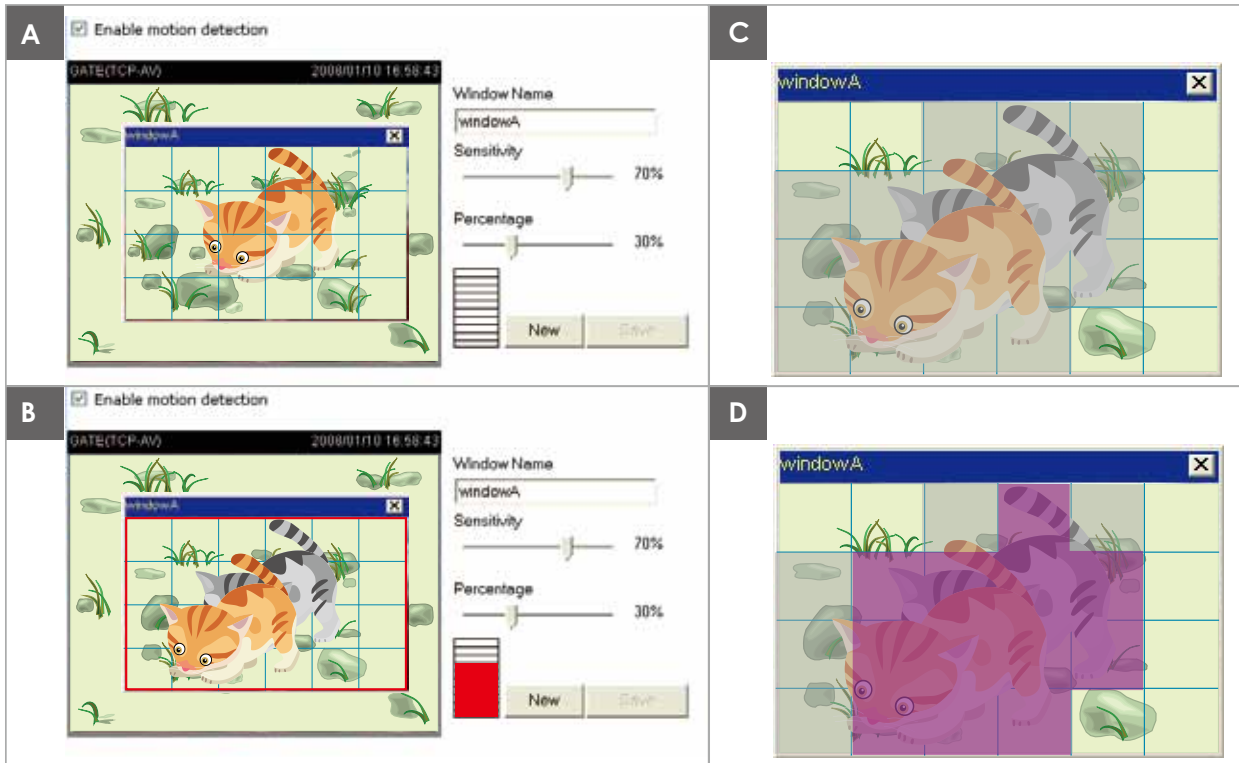 A
Enable motion detection
GATE(TCP-AV) 2008/01/10 16:58:43
windowA
Window Name
windowA
Sensitivity
70%
Percentage
30%
New
Save
B
Enable motion detection
GATE(TCP-AV) 2008/01/10 16:58:43
windowA
Window Name
windowA
Sensitivity
70%
Percentage
30%
New
Save
C
windowA
D
windowA